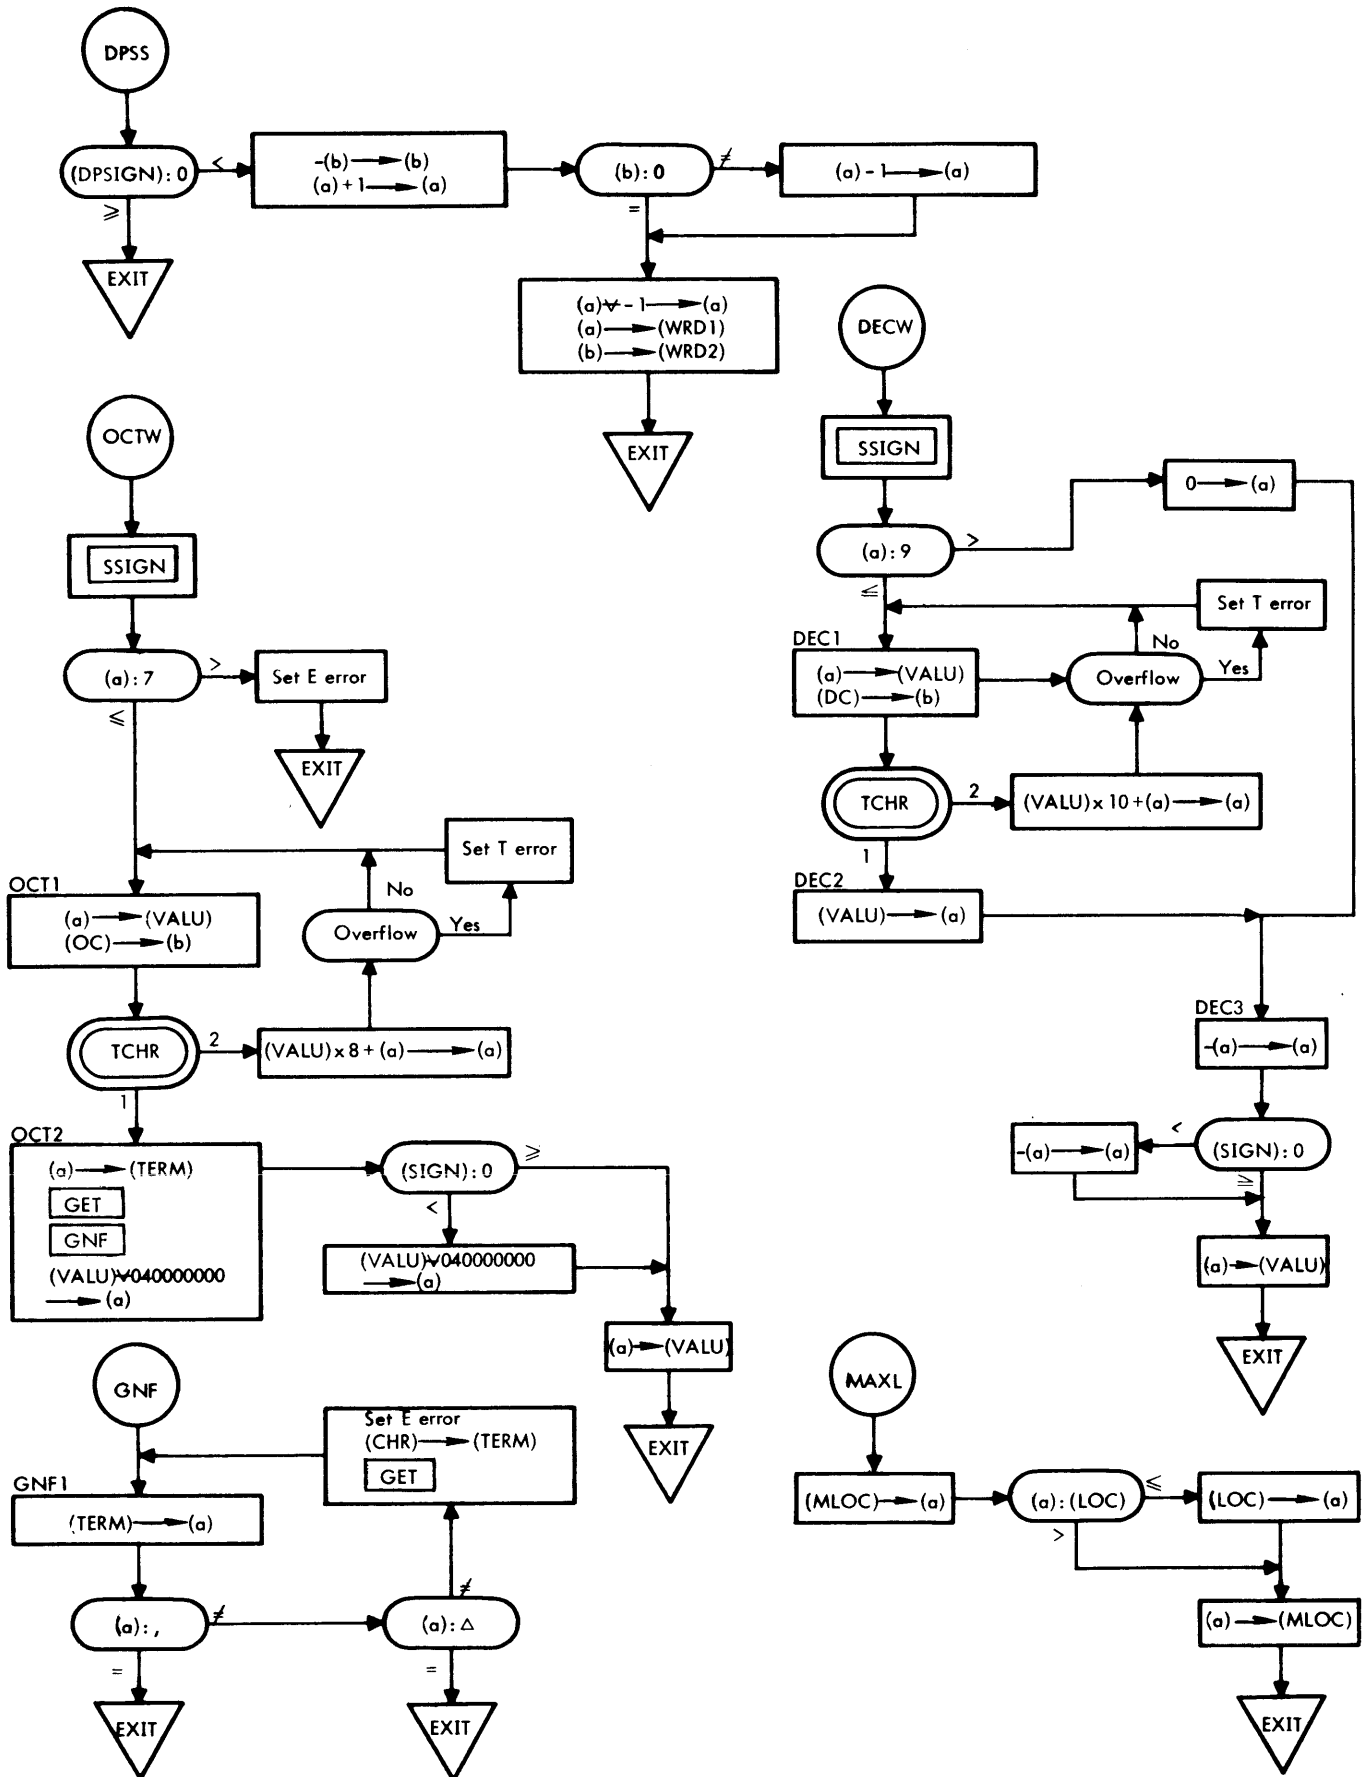 DPSS
(DPSIGN): 0
<
≥
EXIT
-(b) → (b)
(a) + 1 → (a)
(b): 0
≠
=
(a) - 1 → (a)
(a) ⩝ - 1 → (a)
(a) → (WRD1)
(b) → (WRD2)
EXIT
OCTW
SSIGN
(a): 7
>
≤
Set E error
EXIT
Set T error
No
Yes
Overflow
OCT1
(a) → (VALU)
(OC) → (b)
TCHR
2
1
(VALU) x 8 + (a) → (a)
OCT2
(a) → (TERM)
GET
GNF
(VALU)⩝040000000
→ (a)
(SIGN): 0
≥
<
(VALU)⩝040000000
→ (a)
(a) → (VALU)
EXIT
GNF
GNF1
(TERM) → (a)
Set E error
(CHR) → (TERM)
GET
(a): ,
≠
=
EXIT
(a): △
≠
=
EXIT
DECW
SSIGN
(a): 9
>
≤
0 → (a)
Set T error
No
Yes
Overflow
DEC1
(a) → (VALU)
(DC) → (b)
TCHR
2
1
(VALU) x 10 + (a) → (a)
DEC2
(VALU) → (a)
DEC3
-(a) → (a)
(SIGN): 0
<
≥
-(a) → (a)
(a) → (VALU)
EXIT
MAXL
(MLOC) → (a)
(a): (LOC)
≤
>
(LOC) → (a)
(a) → (MLOC)
EXIT